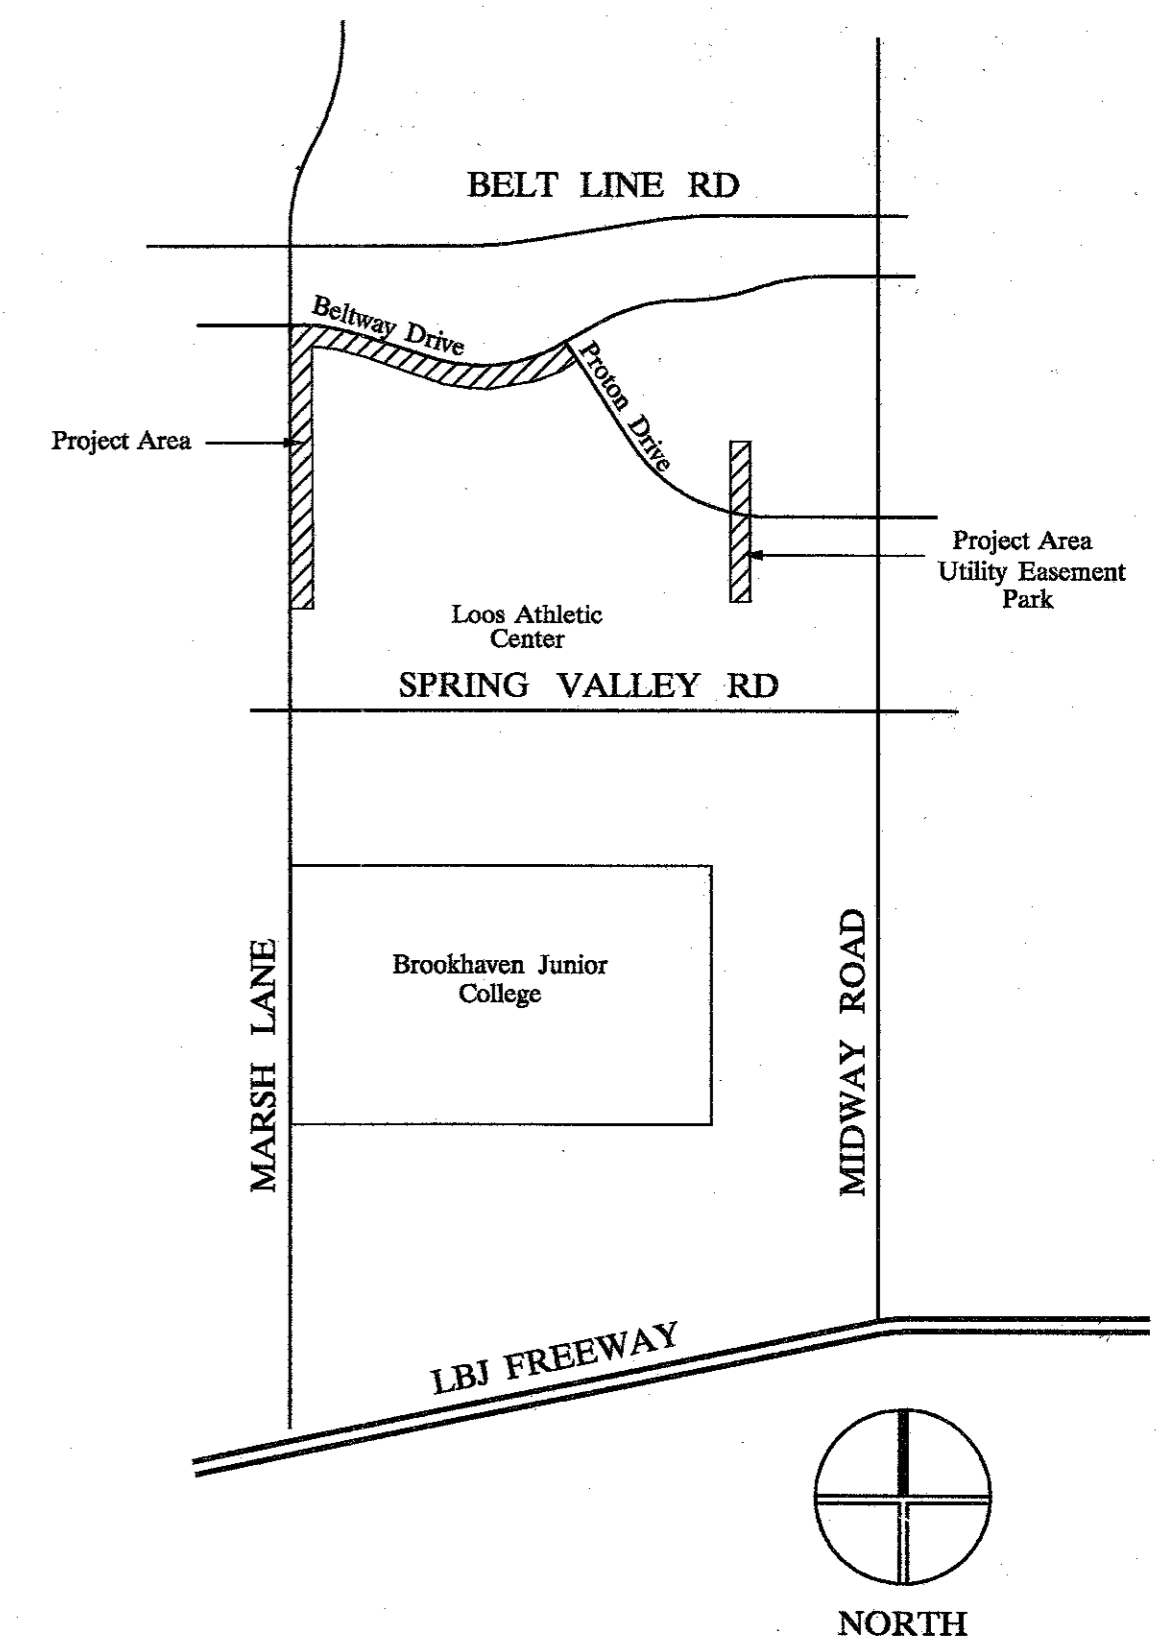 BELT LINE RD
Beltway Drive
Proton Drive
Project Area
Project Area
Utility Easement
Park
Loos Athletic
Center
SPRING VALLEY RD
Brookhaven Junior
College
MARSH LANE
MIDWAY ROAD
LBJ FREEWAY
NORTH